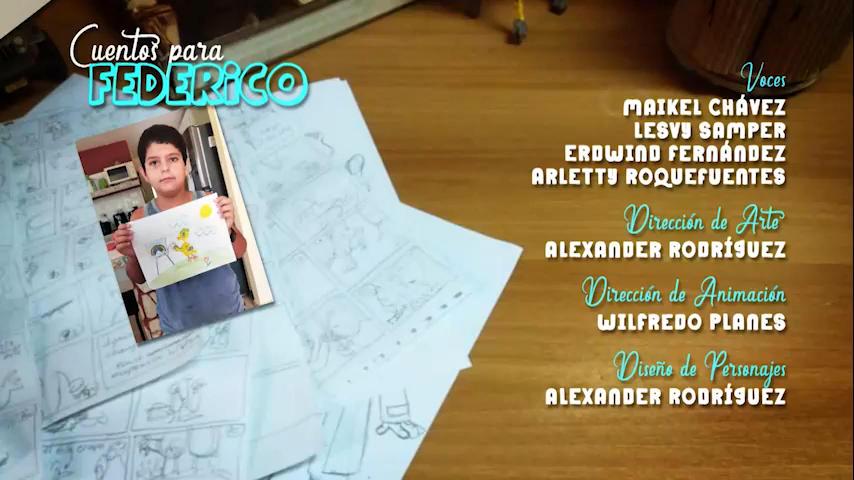 Cuentos para
FEDERICO
Voces
MAIKEL CHÁVEZ
LESVY SAMPER
ERDWIND FERNÁNDEZ
ARLETTY ROQUEFUENTES
Dirección de Arte
ALEXANDER RODRÍGUEZ
Dirección de Animación
WILFREDO PLANES
Diseño de Personajes
ALEXANDER RODRÍGUEZ